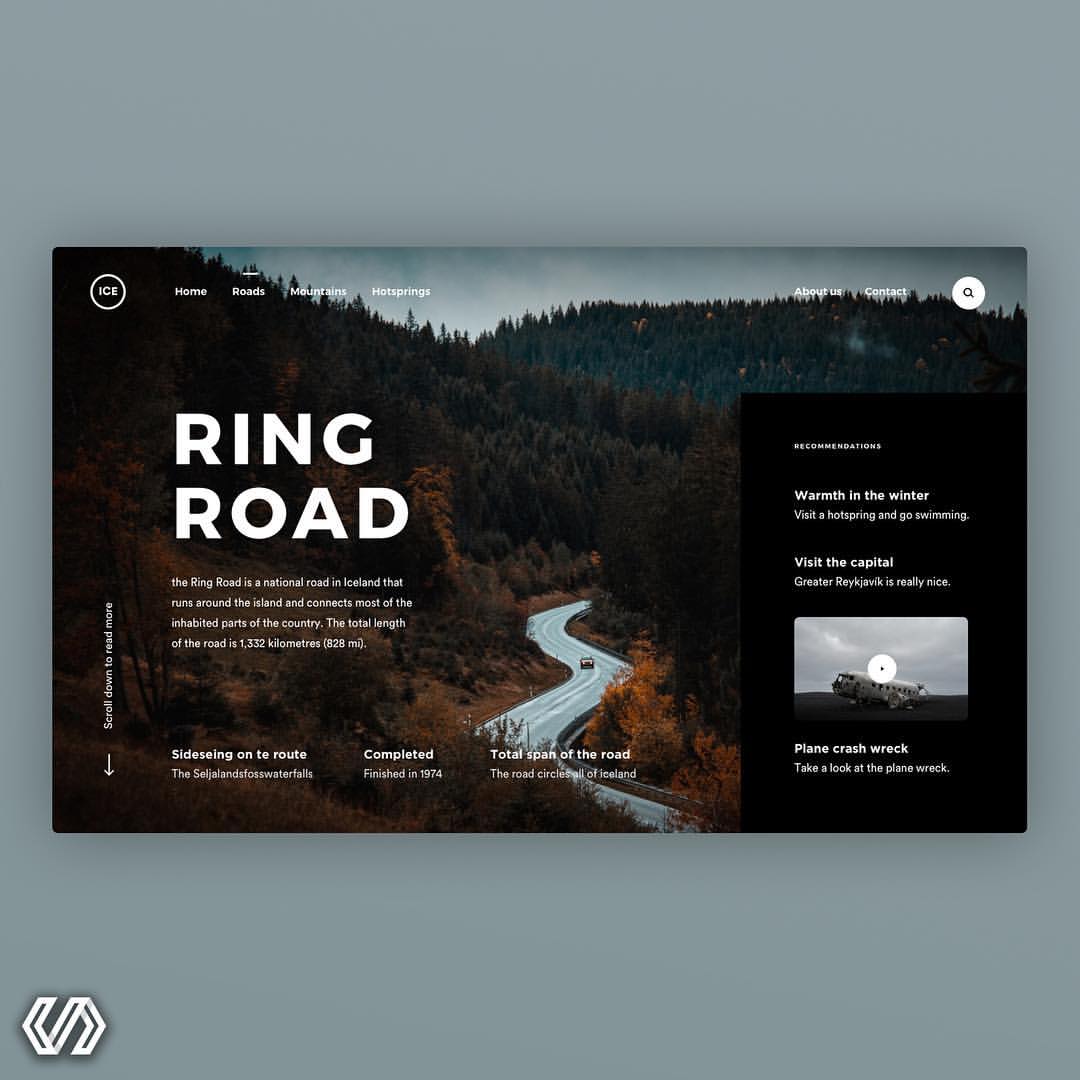 ICE
Home
Roads
Mountains
Hotsprings
About us
Contact
RING
ROAD
the Ring Road is a national road in Iceland that
runs around the island and connects most of the
inhabited parts of the country. The total length
of the road is 1,332 kilometres (828 mi).
Scroll down to read more
Sideseing on te route
The Seljalandsfosswaterfalls
Completed
Finished in 1974
Total span of the road
The road circles all of iceland
RECOMMENDATIONS
Warmth in the winter
Visit a hotspring and go swimming.
Visit the capital
Greater Reykjavík is really nice.
Plane crash wreck
Take a look at the plane wreck.